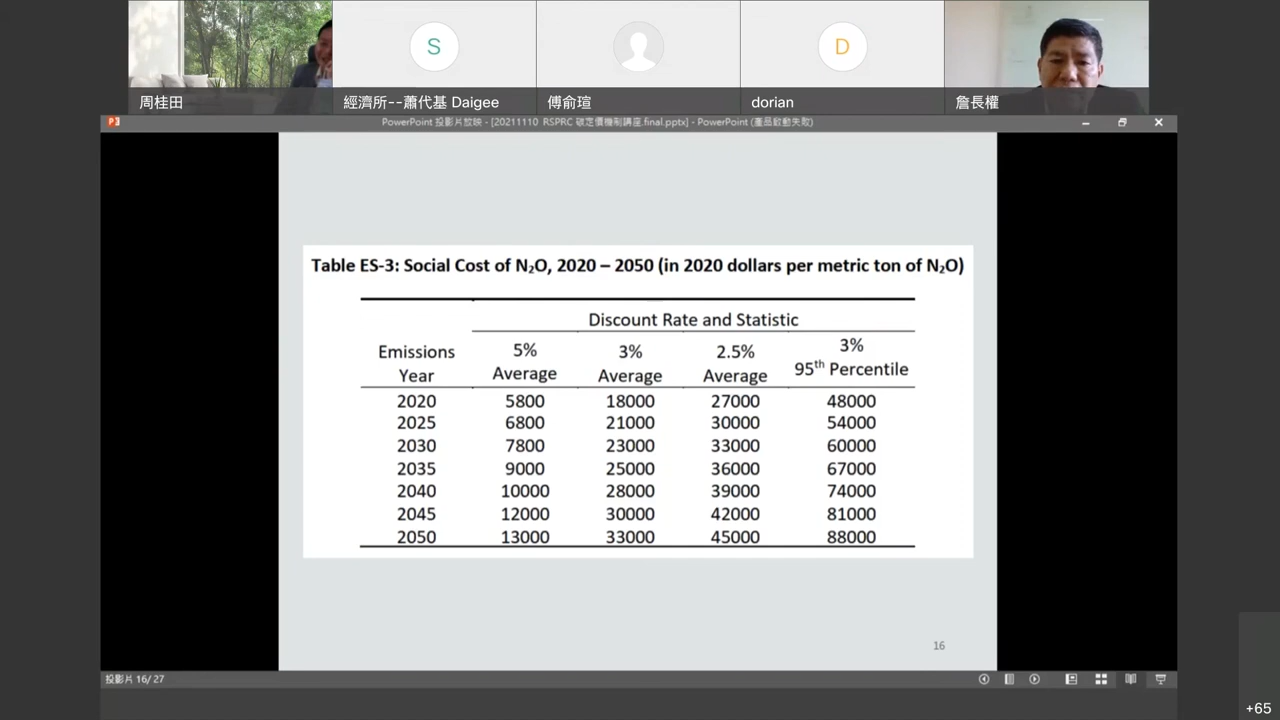 S
D
周桂田
經濟所--蕭代基 Daigee
傅俞瑄
dorian
詹長權
PowerPoint 投影片放映 - [20211110 RSPRC 碳定價機制講座.final.pptx] - PowerPoint (產品啟動失敗)
Table ES-3: Social Cost of N₂O, 2020 – 2050 (in 2020 dollars per metric ton of N₂O)
Discount Rate and Statistic
Emissions Year
5% Average
3% Average
2.5% Average
3% 95th Percentile
2020 5800 18000 27000 48000
2025 6800 21000 30000 54000
2030 7800 23000 33000 60000
2035 9000 25000 36000 67000
2040 10000 28000 39000 74000
2045 12000 30000 42000 81000
2050 13000 33000 45000 88000
16
投影片 16/ 27
+65